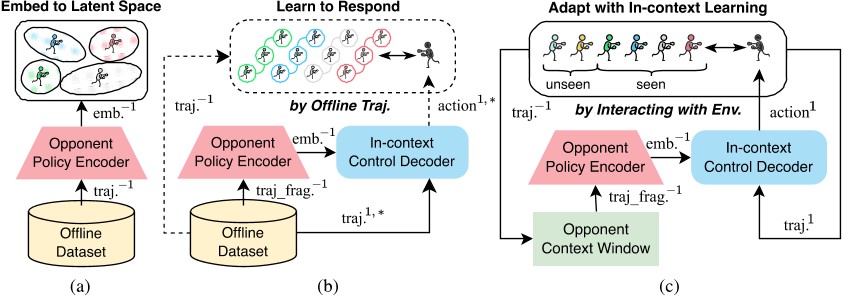 Embed to Latent Space
emb.⁻¹
Opponent
Policy Encoder
traj.⁻¹
Offline
Dataset
(a)
Learn to Respond
by Offline Traj.
traj.⁻¹
action¹,*
Opponent
Policy Encoder
emb.⁻¹
In-context
Control Decoder
traj_frag.⁻¹
Offline
Dataset
traj.¹,*
(b)
Adapt with In-context Learning
unseen
seen
by Interacting with Env.
traj.⁻¹
action¹
Opponent
Policy Encoder
emb.⁻¹
In-context
Control Decoder
traj_frag.⁻¹
Opponent
Context Window
traj.¹
(c)